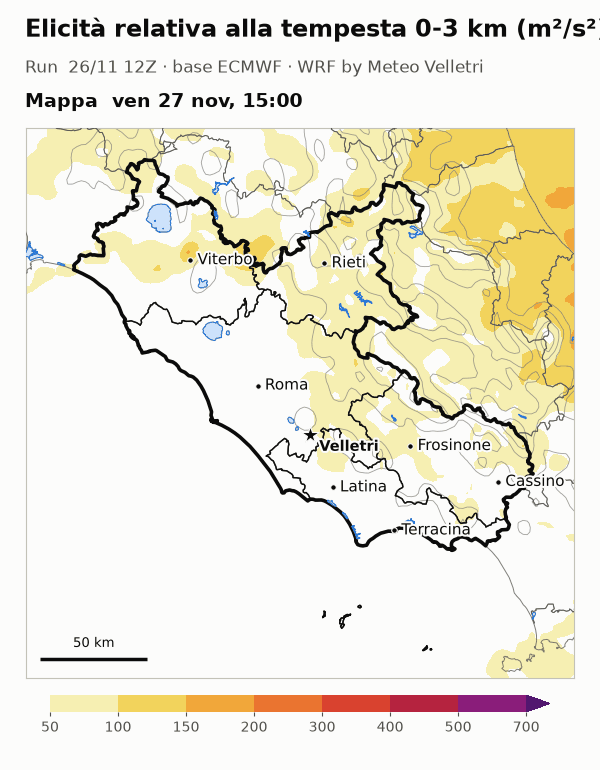 Elicità relativa alla tempesta 0-3 km (m²/s²)
Run  26/11 12Z · base ECMWF · WRF by Meteo Velletri
Mappa  ven 27 nov, 15:00
Viterbo
Rieti
Roma
Velletri
Frosinone
Cassino
Latina
Terracina
50 km
50 100 150 200 300 400 500 700